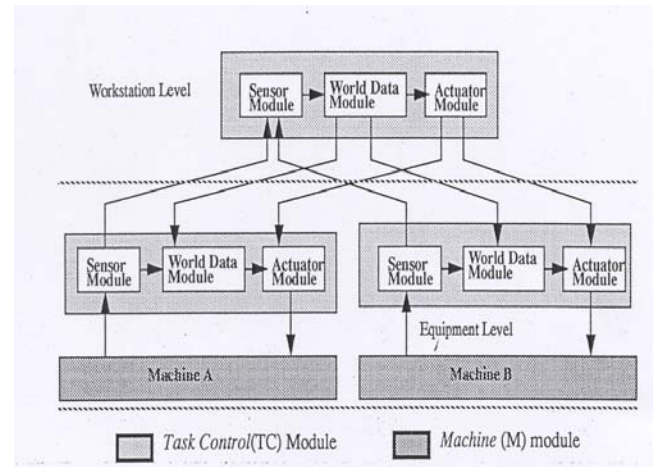 Workstation Level
Sensor
Module
World Data
Module
Actuator
Module
Sensor
Module
World Data
Module
Actuator
Module
Sensor
Module
World Data
Module
Actuator
Module
Equipment Level
Machine A
Machine B
Task Control(TC) Module
Machine (M) module